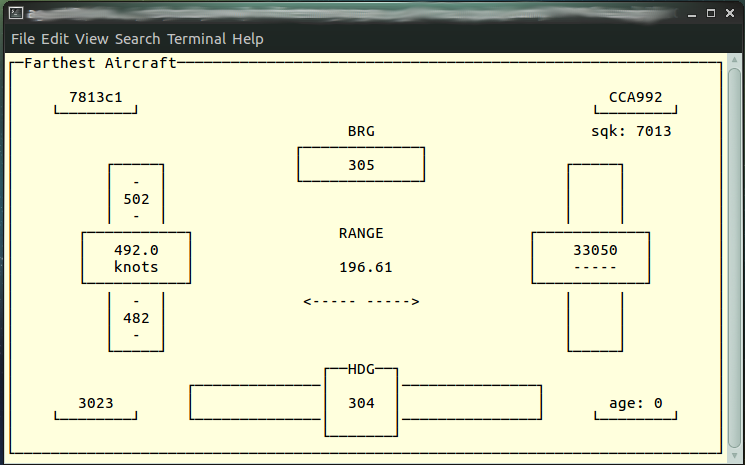 File Edit View Search Terminal Help
Farthest Aircraft
7813c1
CCA992
BRG
sqk: 7013
305
-
502
-
RANGE
492.0
33050
knots
196.61
-----
-
<----- ----->
482
-
HDG
3023
304
age: 0